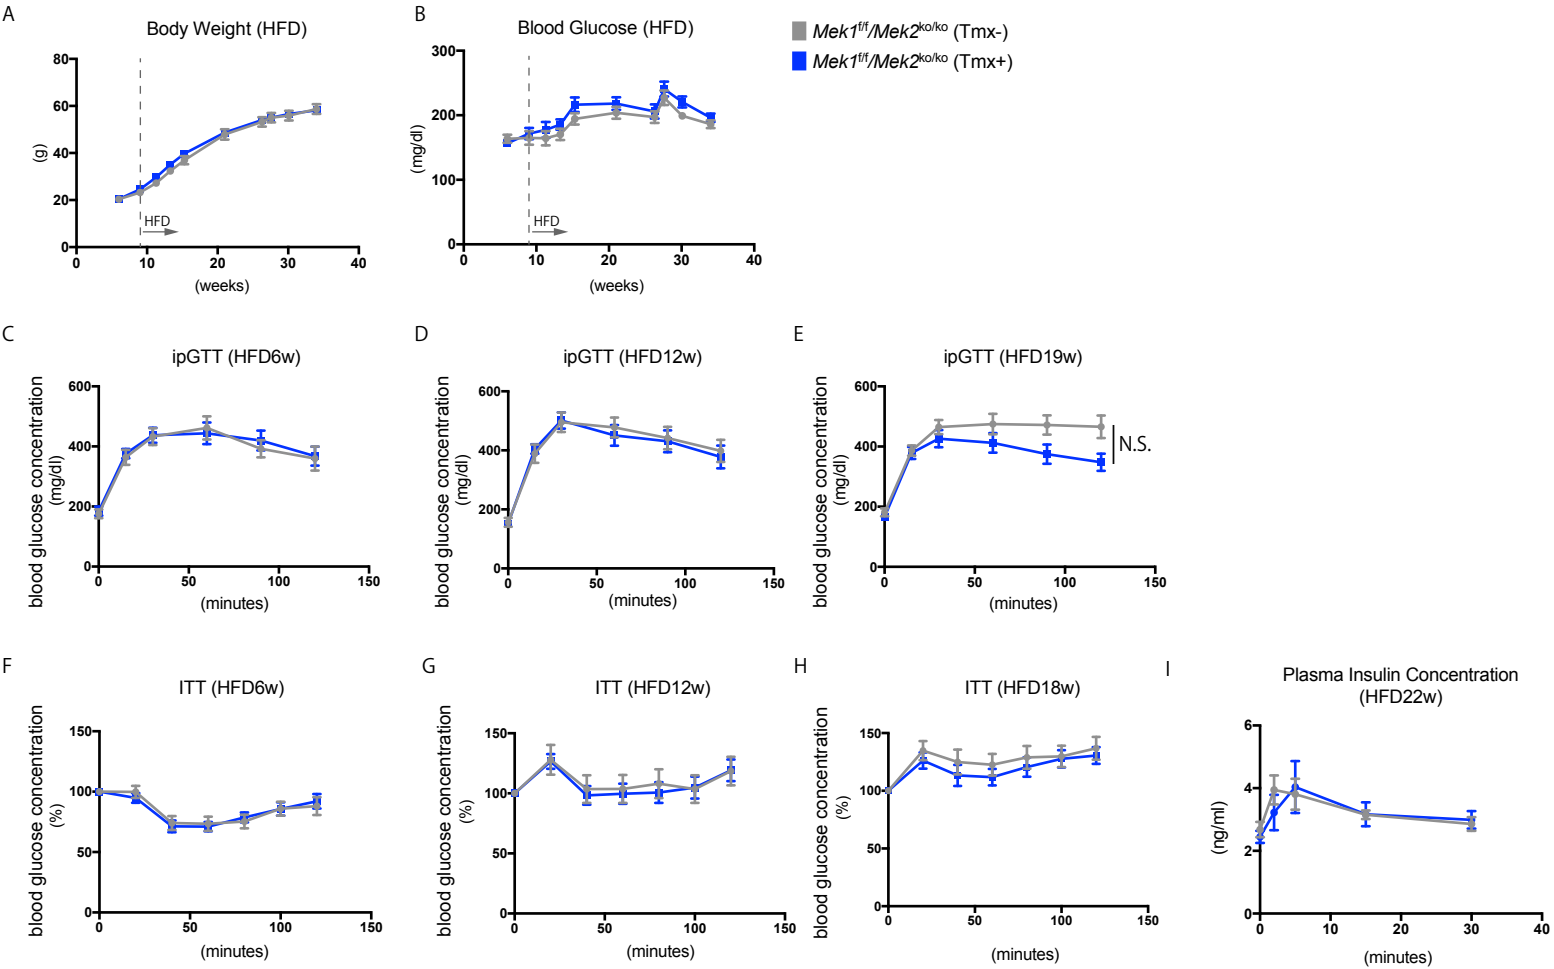 A
Body Weight (HFD)
80
60
40
20
0
(g)
HFD
0 10 20 30 40
(weeks)
B
Blood Glucose (HFD)
300
200
100
0
(mg/dl)
HFD
0 10 20 30 40
(weeks)
Mek1f/f/Mek2ko/ko (Tmx-)
Mek1f/f/Mek2ko/ko (Tmx+)
C
ipGTT (HFD6w)
600
400
200
0
blood glucose concentration
(mg/dl)
0 50 100 150
(minutes)
D
ipGTT (HFD12w)
600
400
200
0
blood glucose concentration
(mg/dl)
0 50 100 150
(minutes)
E
ipGTT (HFD19w)
600
400
200
0
blood glucose concentration
(mg/dl)
N.S.
0 50 100 150
(minutes)
F
ITT (HFD6w)
150
100
50
0
blood glucose concentration
(%)
0 50 100 150
(minutes)
G
ITT (HFD12w)
150
100
50
0
blood glucose concentration
(%)
0 50 100 150
(minutes)
H
ITT (HFD18w)
150
100
50
0
blood glucose concentration
(%)
0 50 100 150
(minutes)
I
Plasma Insulin Concentration
(HFD22w)
6
4
2
0
(ng/ml)
0 10 20 30 40
(minutes)